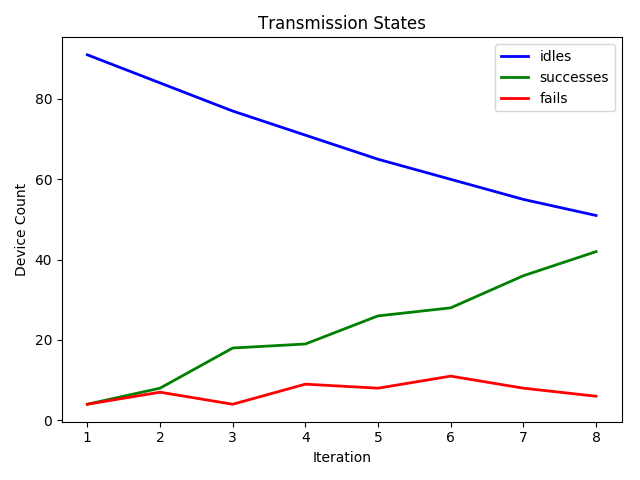 Transmission States
idles
successes
fails
Device Count
80
60
40
20
0
1 2 3 4 5 6 7 8
Iteration